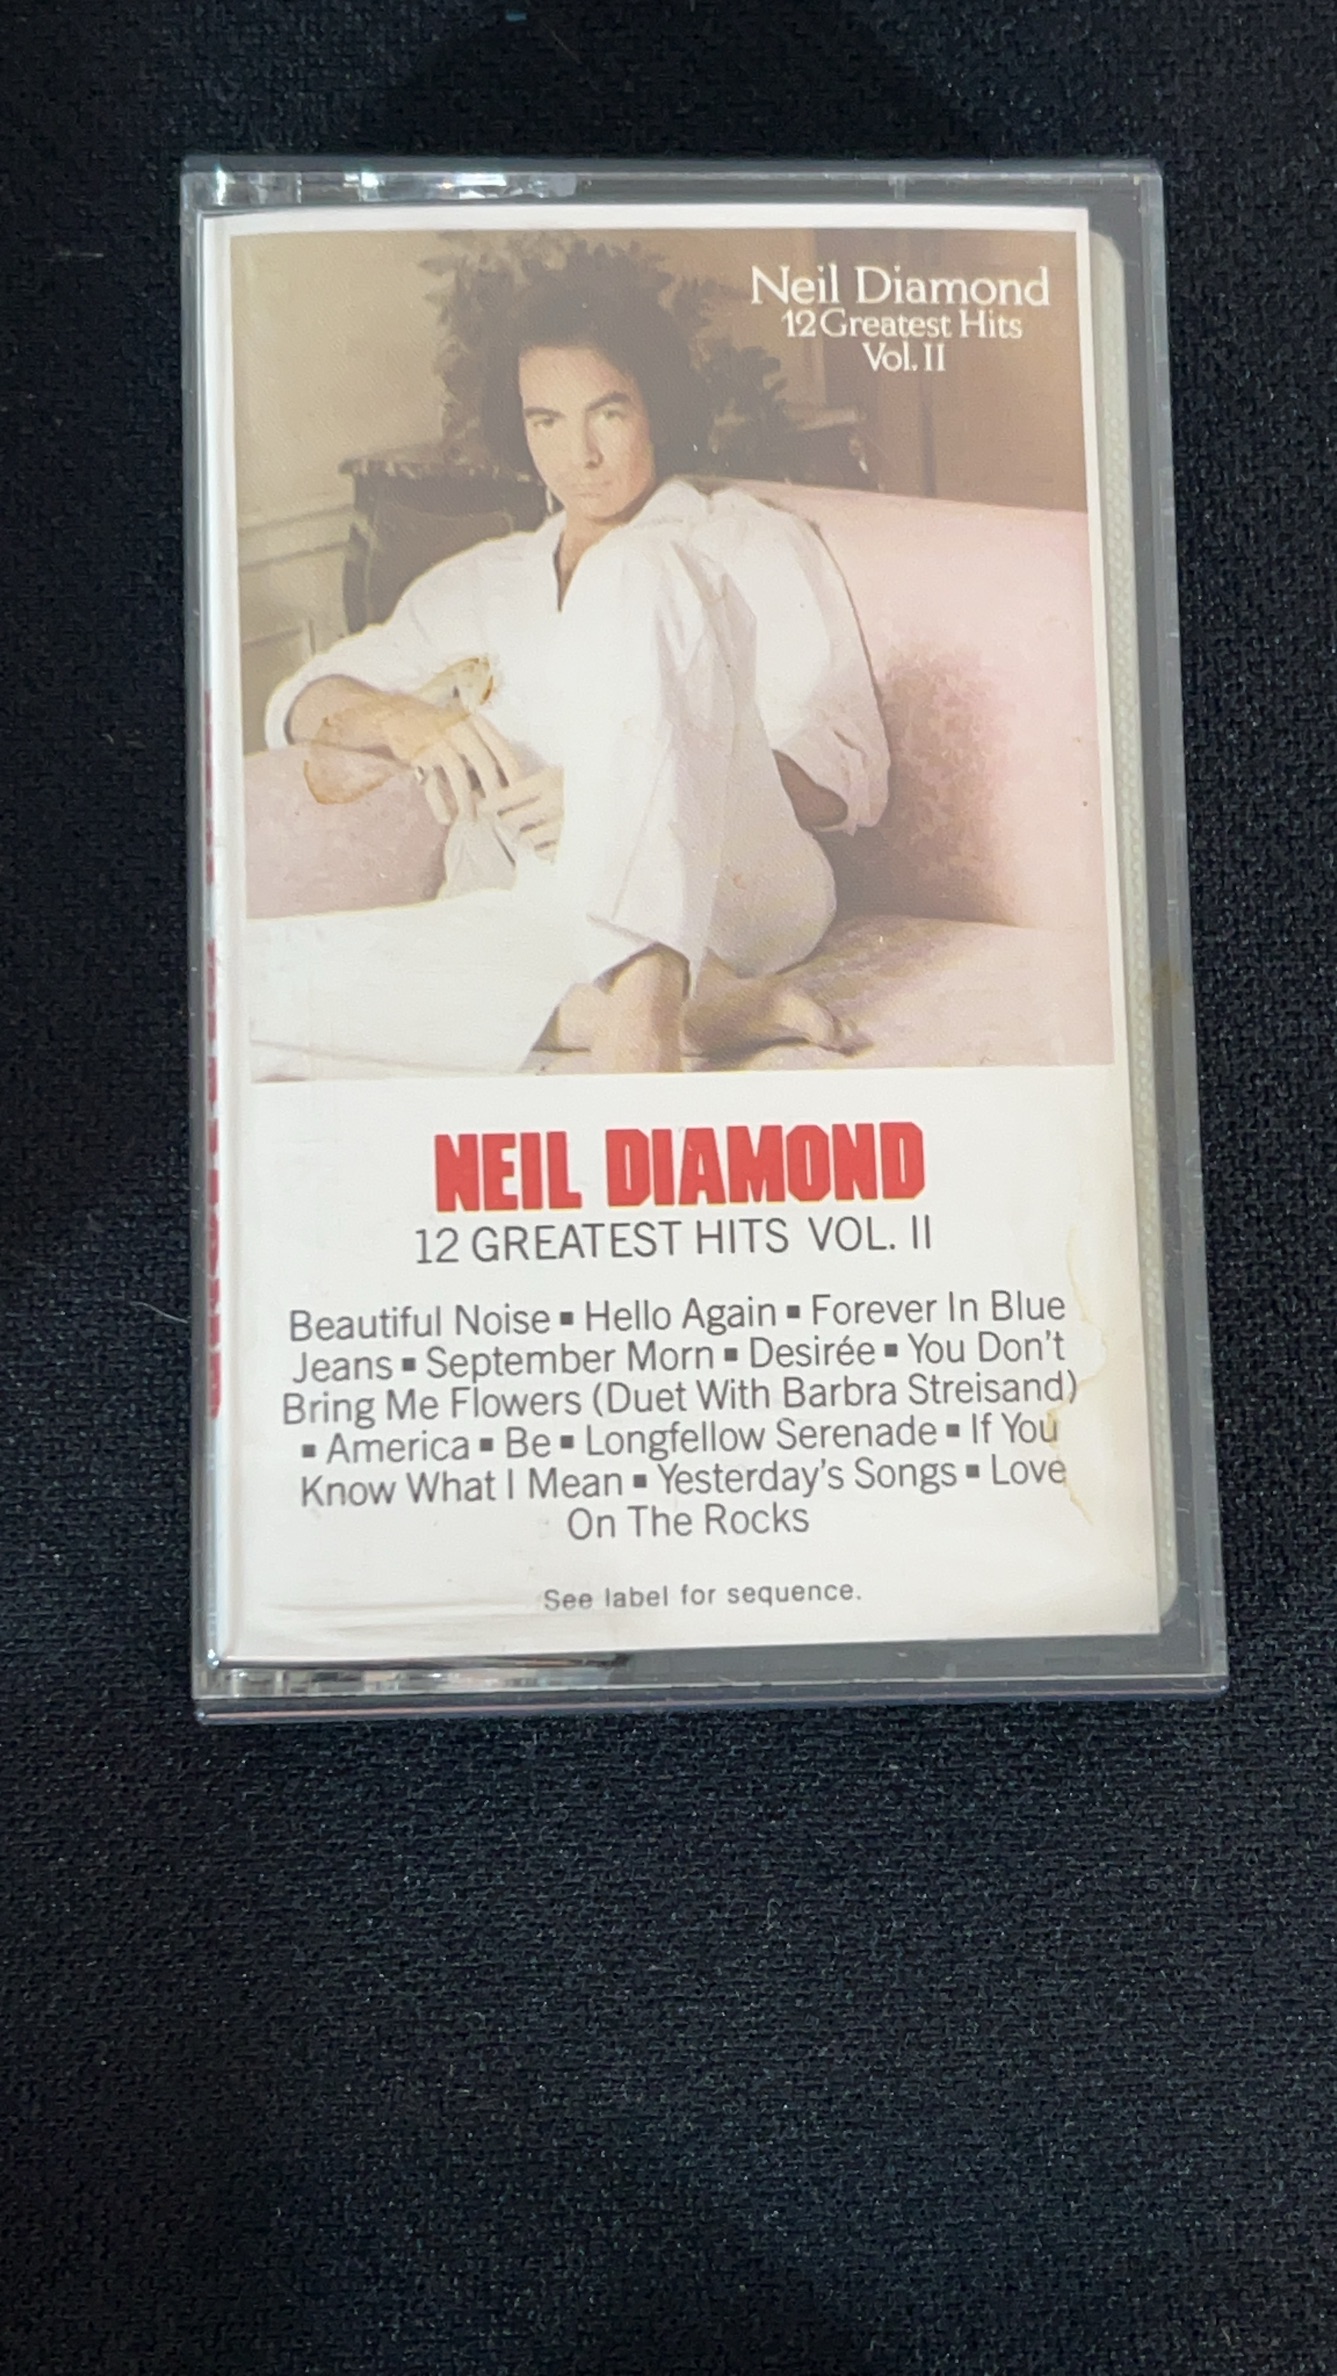 Neil Diamond
12 Greatest Hits
Vol. II
NEIL DIAMOND
12 GREATEST HITS VOL. II
Beautiful Noise ▪ Hello Again ▪ Forever In Blue
Jeans ▪ September Morn ▪ Desirée ▪ You Don't
Bring Me Flowers (Duet With Barbra Streisand)
▪ America ▪ Be ▪ Longfellow Serenade ▪ If You
Know What I Mean ▪ Yesterday's Songs ▪ Love
On The Rocks
See label for sequence.